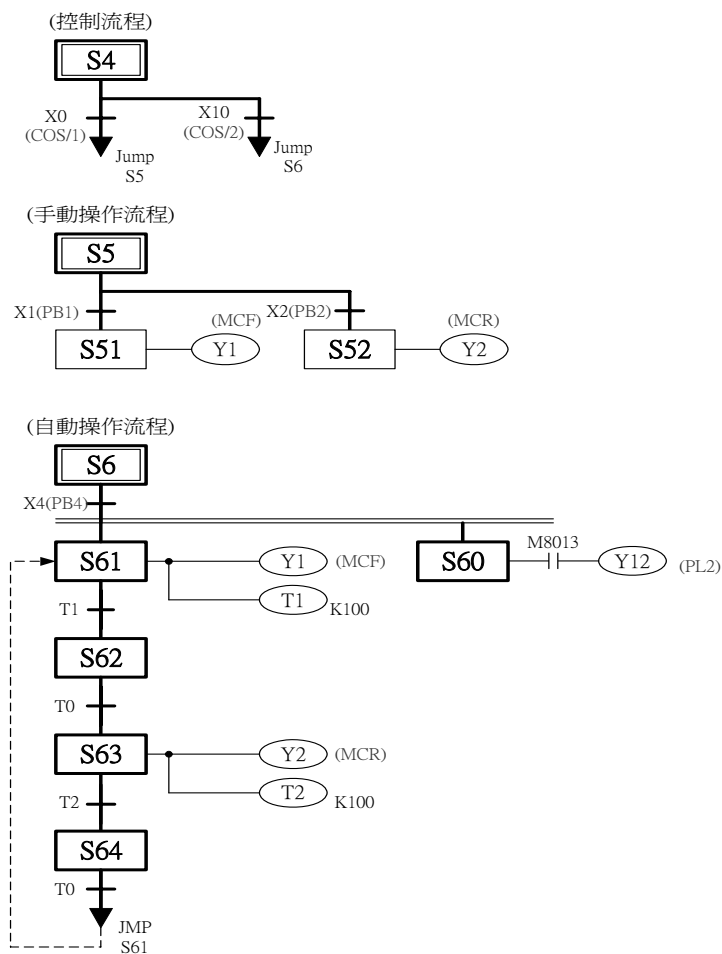 (控制流程)
S4
X0
(COS/1)
X10
(COS/2)
Jump
S5
Jump
S6
(手動操作流程)
S5
X1(PB1)
X2(PB2)
(MCF)
(MCR)
S51
Y1
S52
Y2
(自動操作流程)
S6
X4(PB4)
S61
Y1
(MCF)
S60
M8013
Y12
(PL2)
T1
T1
K100
S62
T0
S63
Y2
(MCR)
T2
T2
K100
S64
T0
JMP
S61